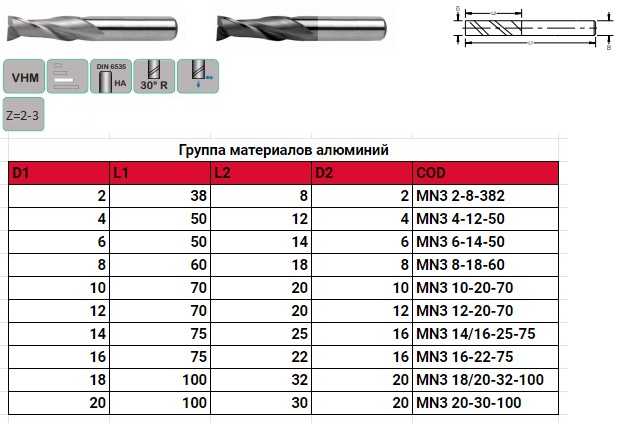 L2
D1
D2
L1
VHM
DIN 6535
HA
30° R
Z=2-3
Группа материалов алюминий
D1 L1 L2 D2 COD
2 38 8 2 MN3 2-8-382
4 50 12 4 MN3 4-12-50
6 50 14 6 MN3 6-14-50
8 60 18 8 MN3 8-18-60
10 70 20 10 MN3 10-20-70
12 70 20 12 MN3 12-20-70
14 75 25 16 MN3 14/16-25-75
16 75 22 16 MN3 16-22-75
18 100 32 20 MN3 18/20-32-100
20 100 30 20 MN3 20-30-100